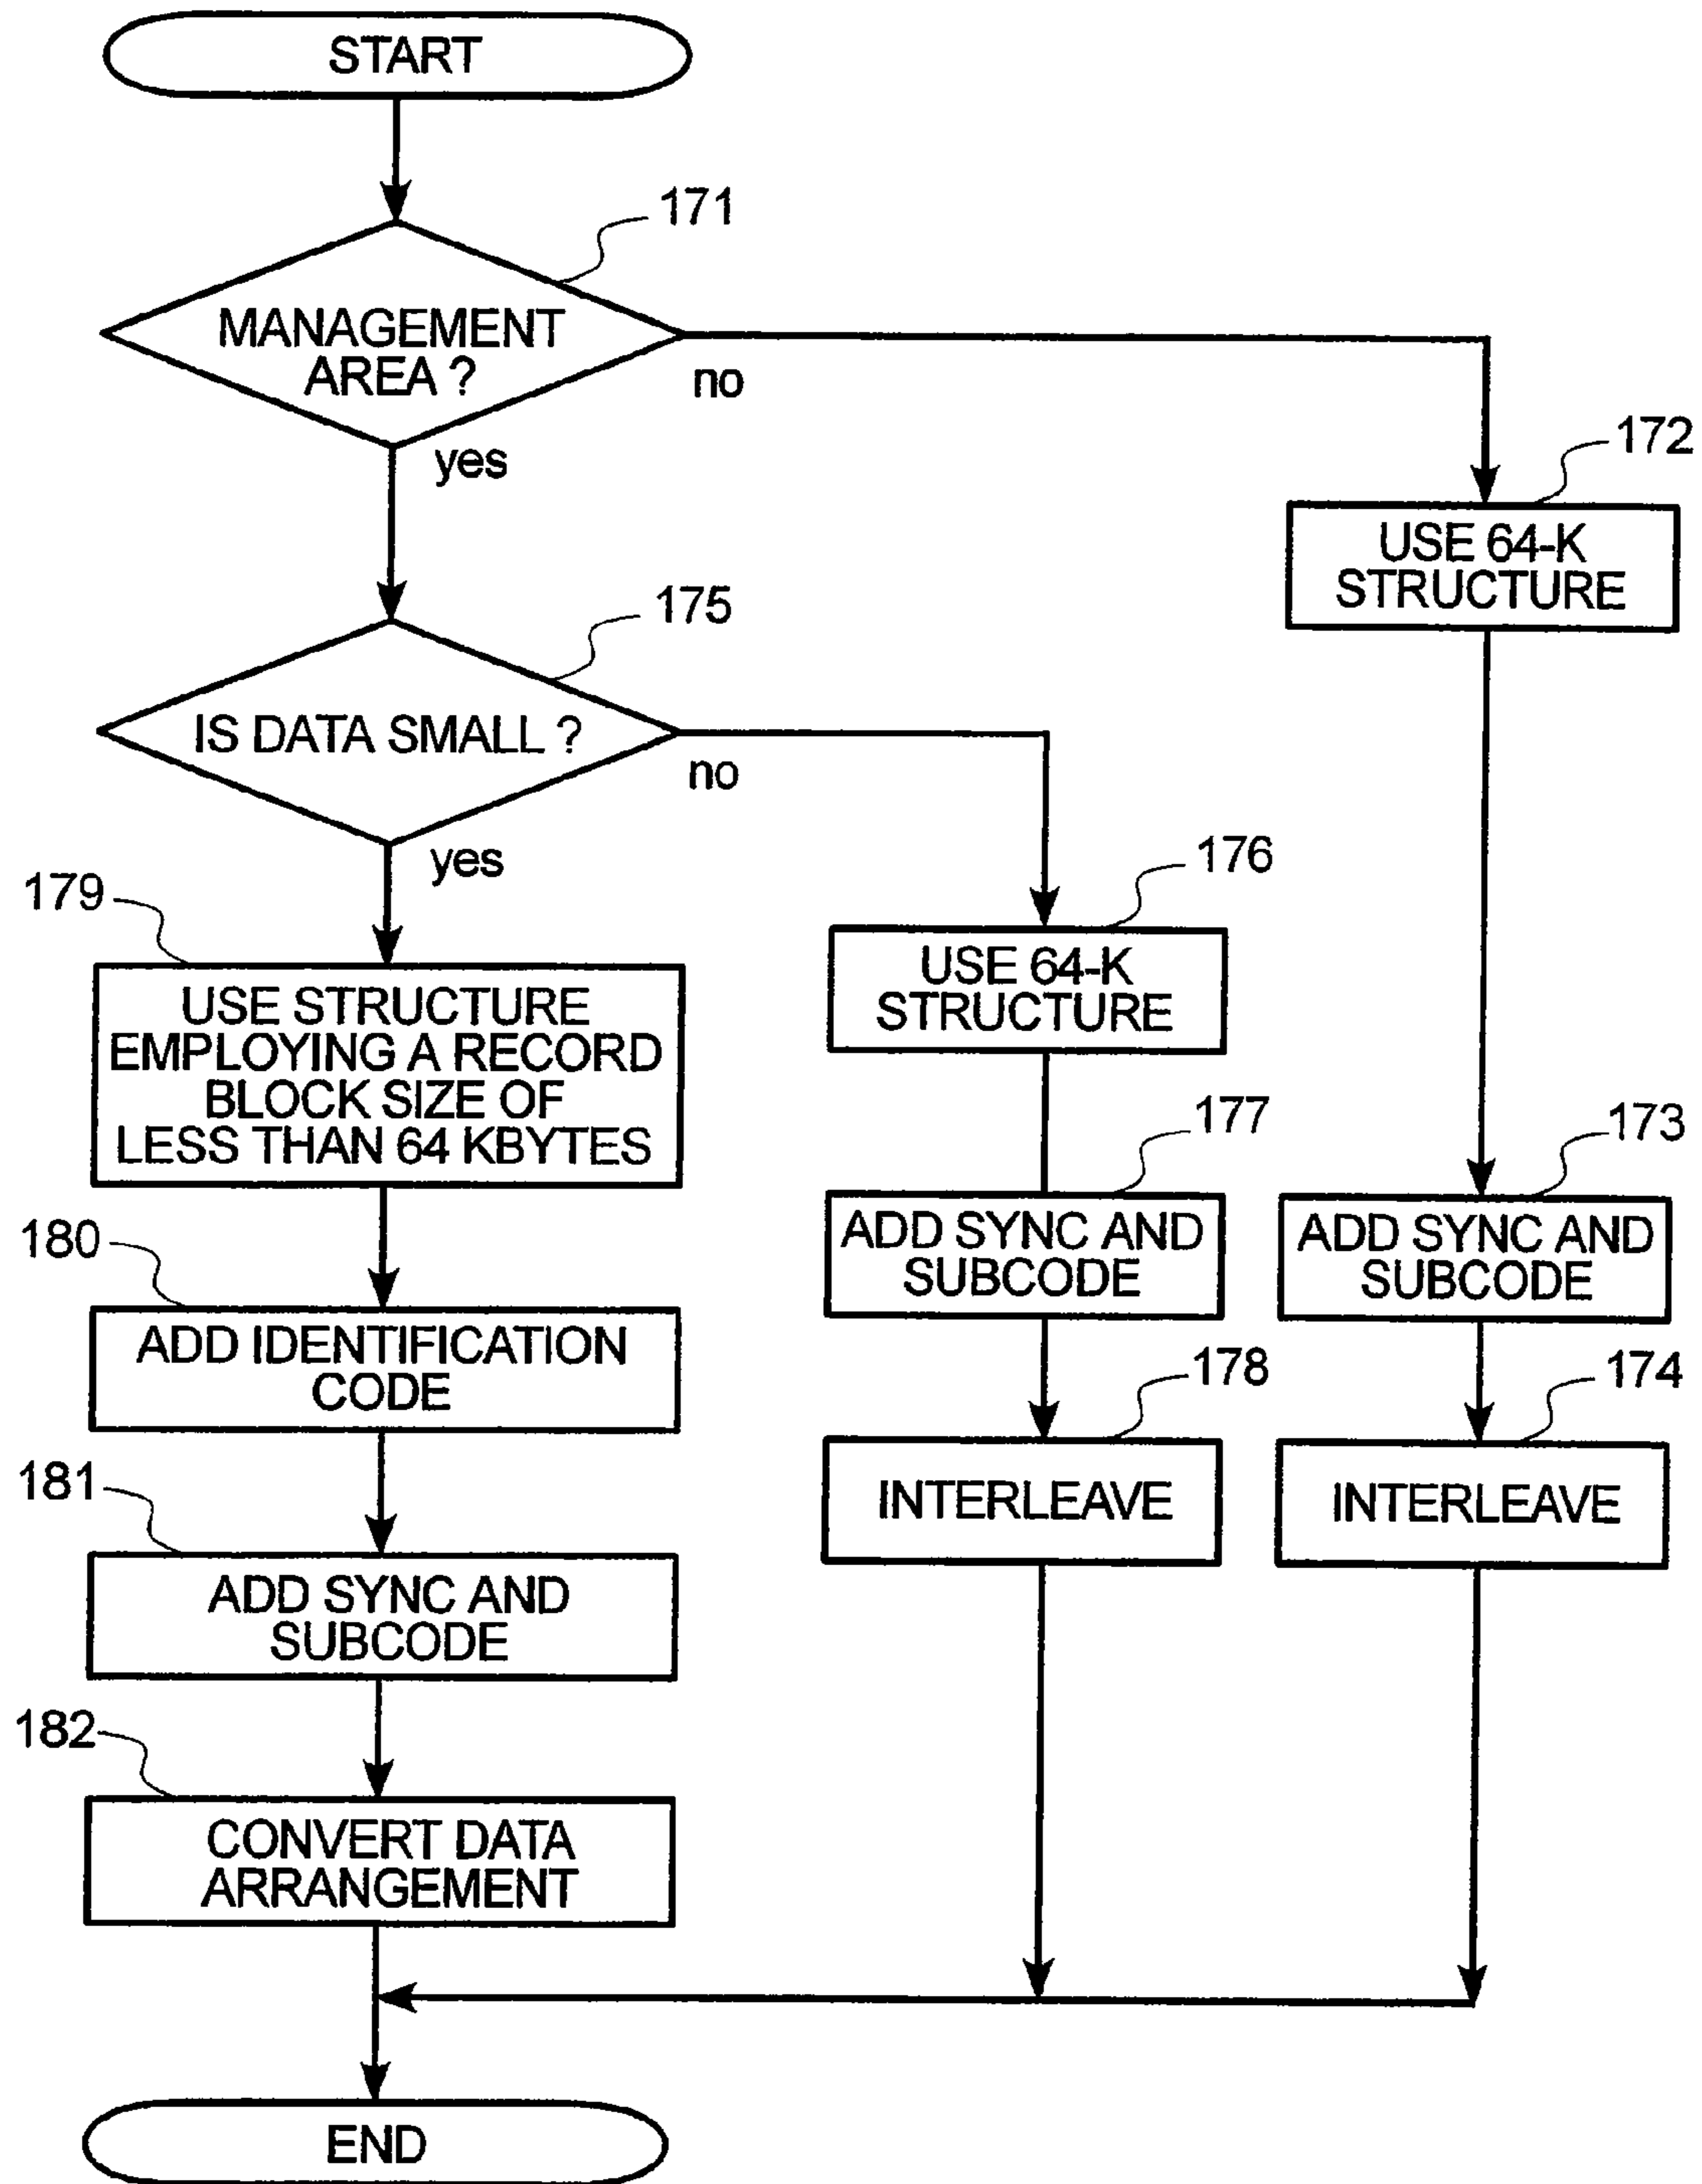 START
171
MANAGEMENT
AREA ?
no
yes
172
USE 64-K
STRUCTURE
175
IS DATA SMALL ?
no
yes
176
USE 64-K
STRUCTURE
179
USE STRUCTURE
EMPLOYING A RECORD
BLOCK SIZE OF
LESS THAN 64 KBYTES
177
ADD SYNC AND
SUBCODE
173
ADD SYNC AND
SUBCODE
180
ADD IDENTIFICATION
CODE
178
INTERLEAVE
174
INTERLEAVE
181
ADD SYNC AND
SUBCODE
182
CONVERT DATA
ARRANGEMENT
END